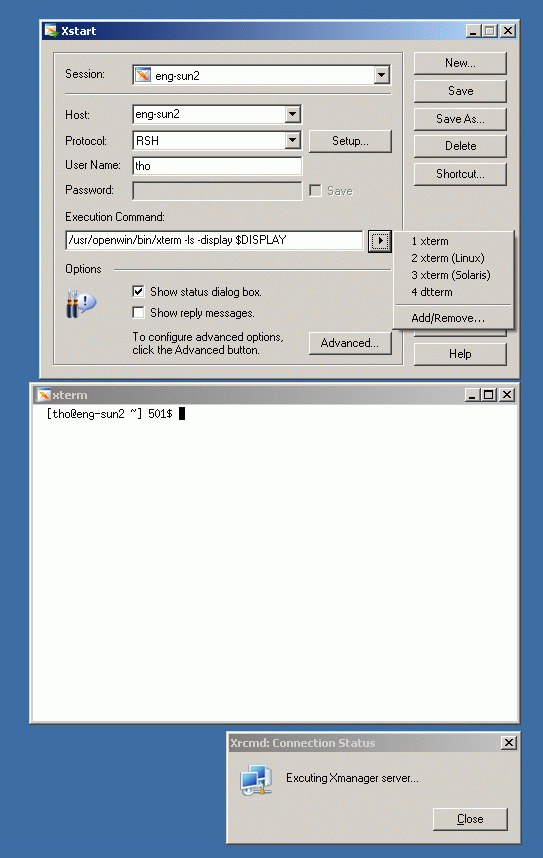 Xstart
Session:
eng-sun2
New...
Save
Host:
eng-sun2
Save As...
Protocol:
RSH
Setup...
Delete
User Name:
tho
Shortcut...
Password:
Save
Execution Command:
/usr/openwin/bin/xterm -ls -display $DISPLAY
1 xterm
2 xterm (Linux)
3 xterm (Solaris)
4 dtterm
Add/Remove...
Options
Show status dialog box.
Show reply messages.
To configure advanced options,
click the Advanced button.
Advanced...
Help
xterm
[tho@eng-sun2 ~] 501$
Xrcmd: Connection Status
Excuting Xmanager server...
Close